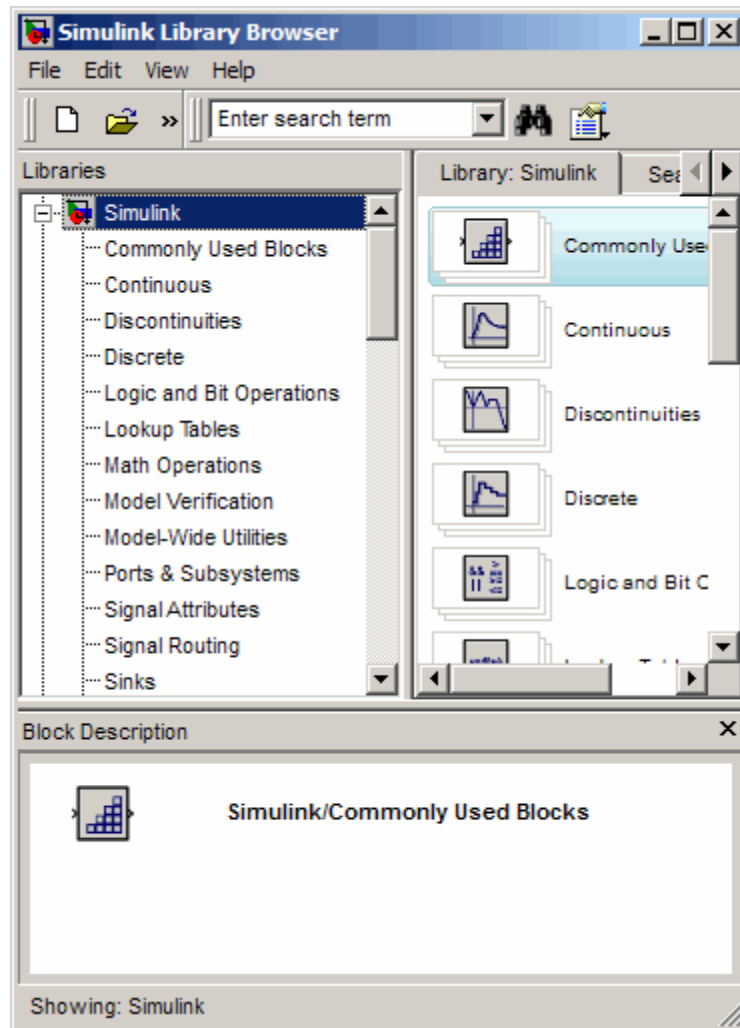 Simulink Library Browser
File Edit View Help
» Enter search term
Libraries
Simulink
Commonly Used Blocks
Continuous
Discontinuities
Discrete
Logic and Bit Operations
Lookup Tables
Math Operations
Model Verification
Model-Wide Utilities
Ports & Subsystems
Signal Attributes
Signal Routing
Sinks
Library: Simulink
Commonly
Continuous
Discontinuities
Discrete
Logic and Bit
Block Description
Simulink/Commonly Used Blocks
Showing: Simulink